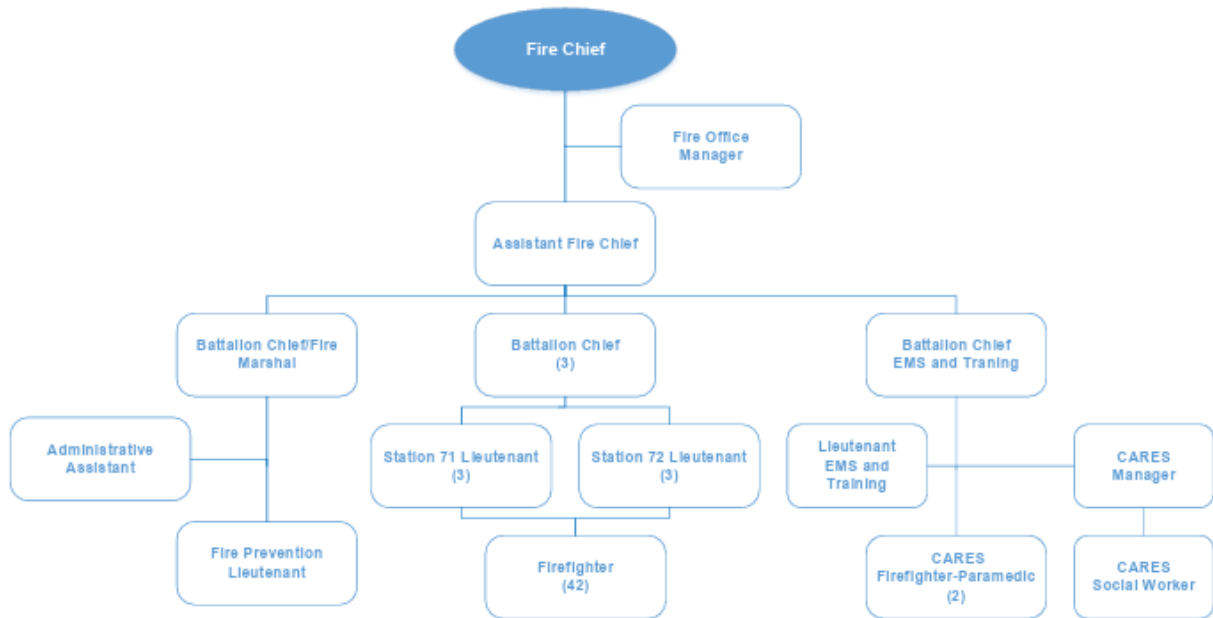 Fire Chief
Fire Office
Manager
Assistant Fire Chief
Battalion Chief/Fire
Marshal
Battalion Chief
(3)
Battalion Chief
EMS and Traning
Administrative
Assistant
Station 71 Lieutenant
(3)
Station 72 Lieutenant
(3)
Lieutenant
EMS and
Training
CARES
Manager
Fire Prevention
Lieutenant
Firefighter
(42)
CARES
Firefighter-Paramedic
(2)
CARES
Social Worker